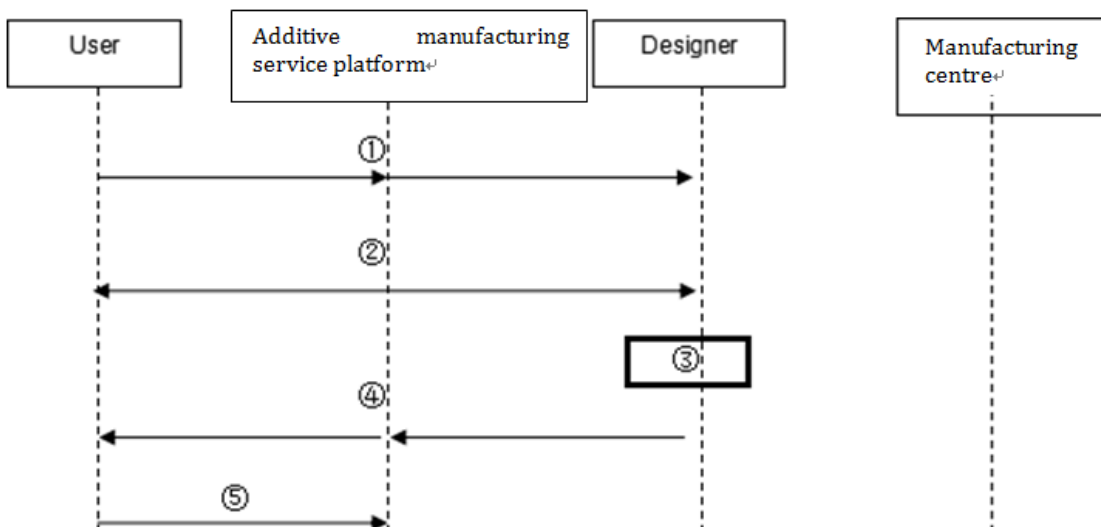 User
Additive manufacturing
service platform↵
Designer
Manufacturing
centre↵
①
②
③
④
⑤